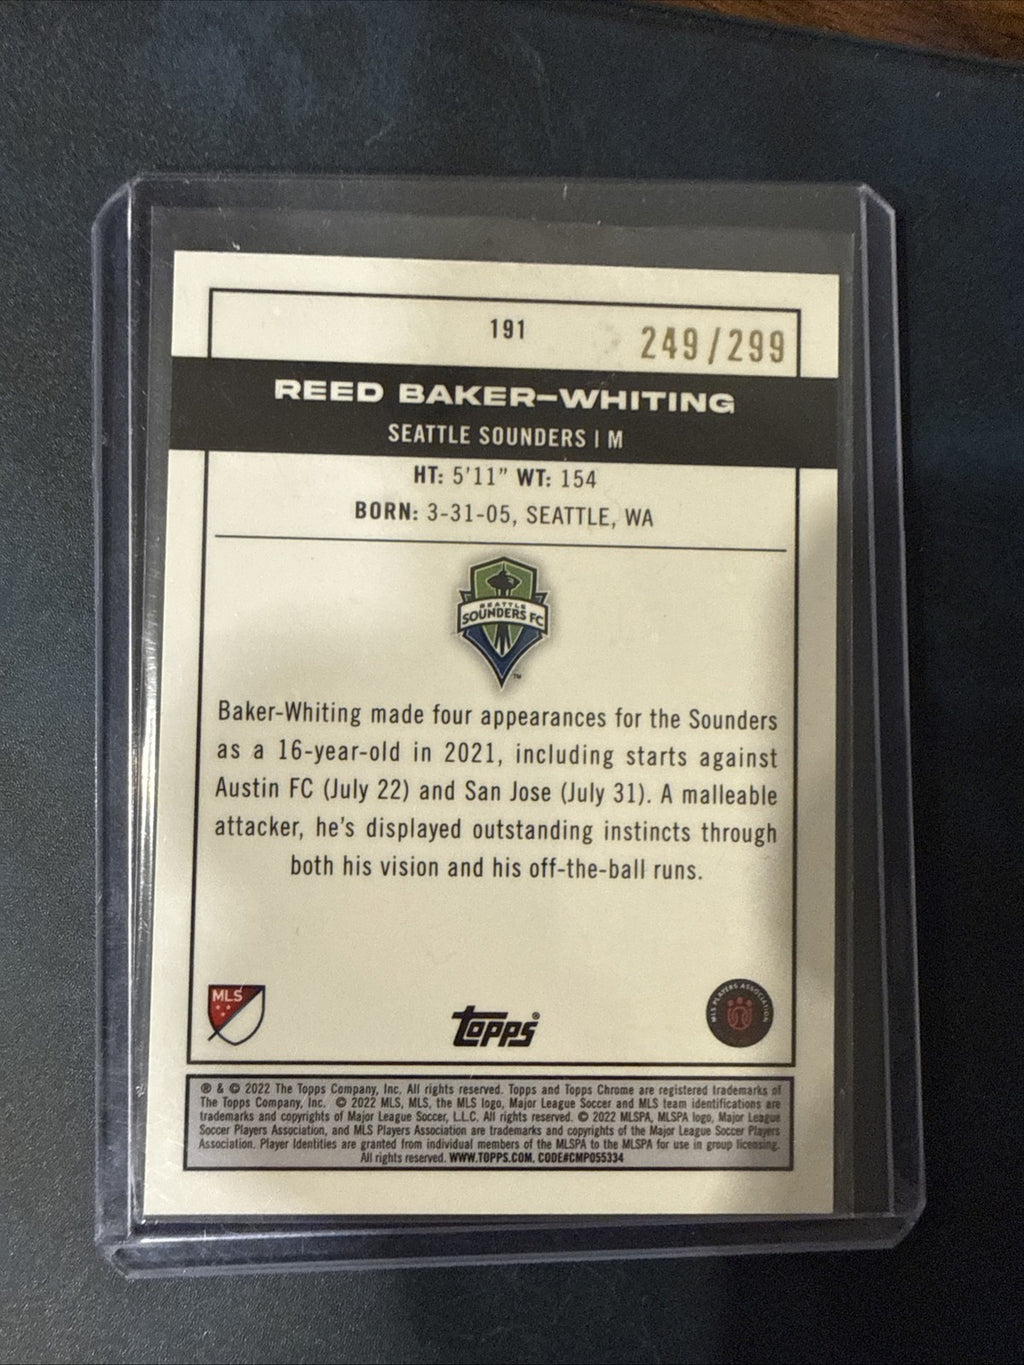 191
249/299
REED BAKER-WHITING
SEATTLE SOUNDERS | M
HT: 5'11" WT: 154
BORN: 3-31-05, SEATTLE, WA
SEATTLE
SOUNDERS FC
™
Baker-Whiting made four appearances for the Sounders
as a 16-year-old in 2021, including starts against
Austin FC (July 22) and San Jose (July 31). A malleable
attacker, he's displayed outstanding instincts through
both his vision and his off-the-ball runs.
MLS
Topps®
MLS PLAYERS ASSOCIATION
® & © 2022 The Topps Company, Inc. All rights reserved. Topps and Topps Chrome are registered trademarks of
The Topps Company, Inc. © 2022 MLS, MLS, the MLS logo, Major League Soccer and MLS team identifications are
trademarks and copyrights of Major League Soccer, L.L.C. All rights reserved. © 2022 MLSPA, MLSPA logo, Major League
Soccer Players Association, and MLS Players Association are trademarks and copyrights of the Major League Soccer Players
Association. Player Identities are granted from individual members of the MLSPA to the MLSPA for use in group licensing.
All rights reserved. WWW.TOPPS.COM, CODE#CMP055334